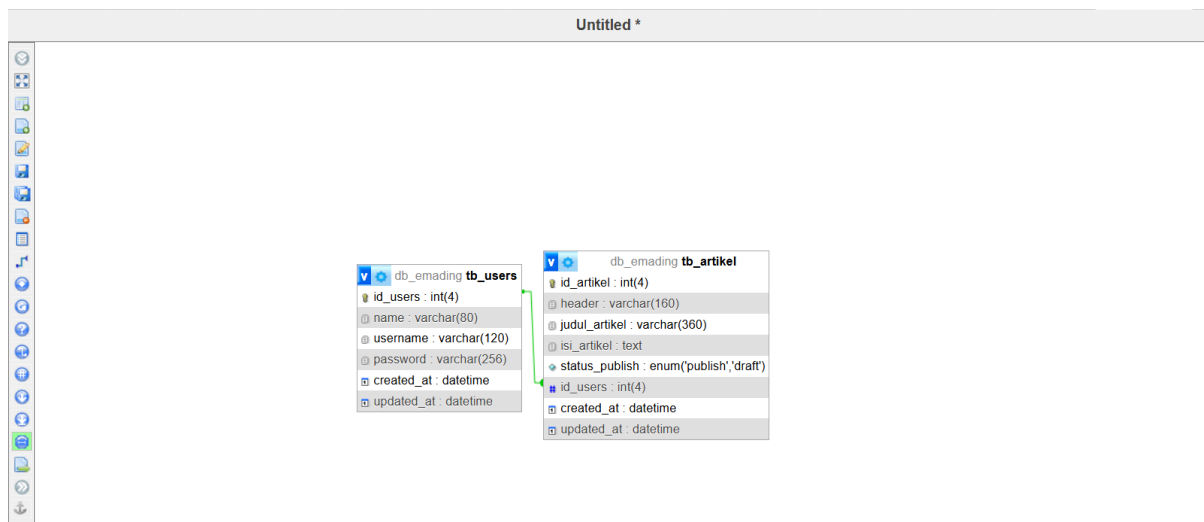 Untitled *
db_emading tb_users
id_users : int(4)
name : varchar(80)
username : varchar(120)
password : varchar(256)
created_at : datetime
updated_at : datetime
db_emading tb_artikel
id_artikel : int(4)
header : varchar(160)
judul_artikel : varchar(360)
isi_artikel : text
status_publish : enum('publish','draft')
id_users : int(4)
created_at : datetime
updated_at : datetime